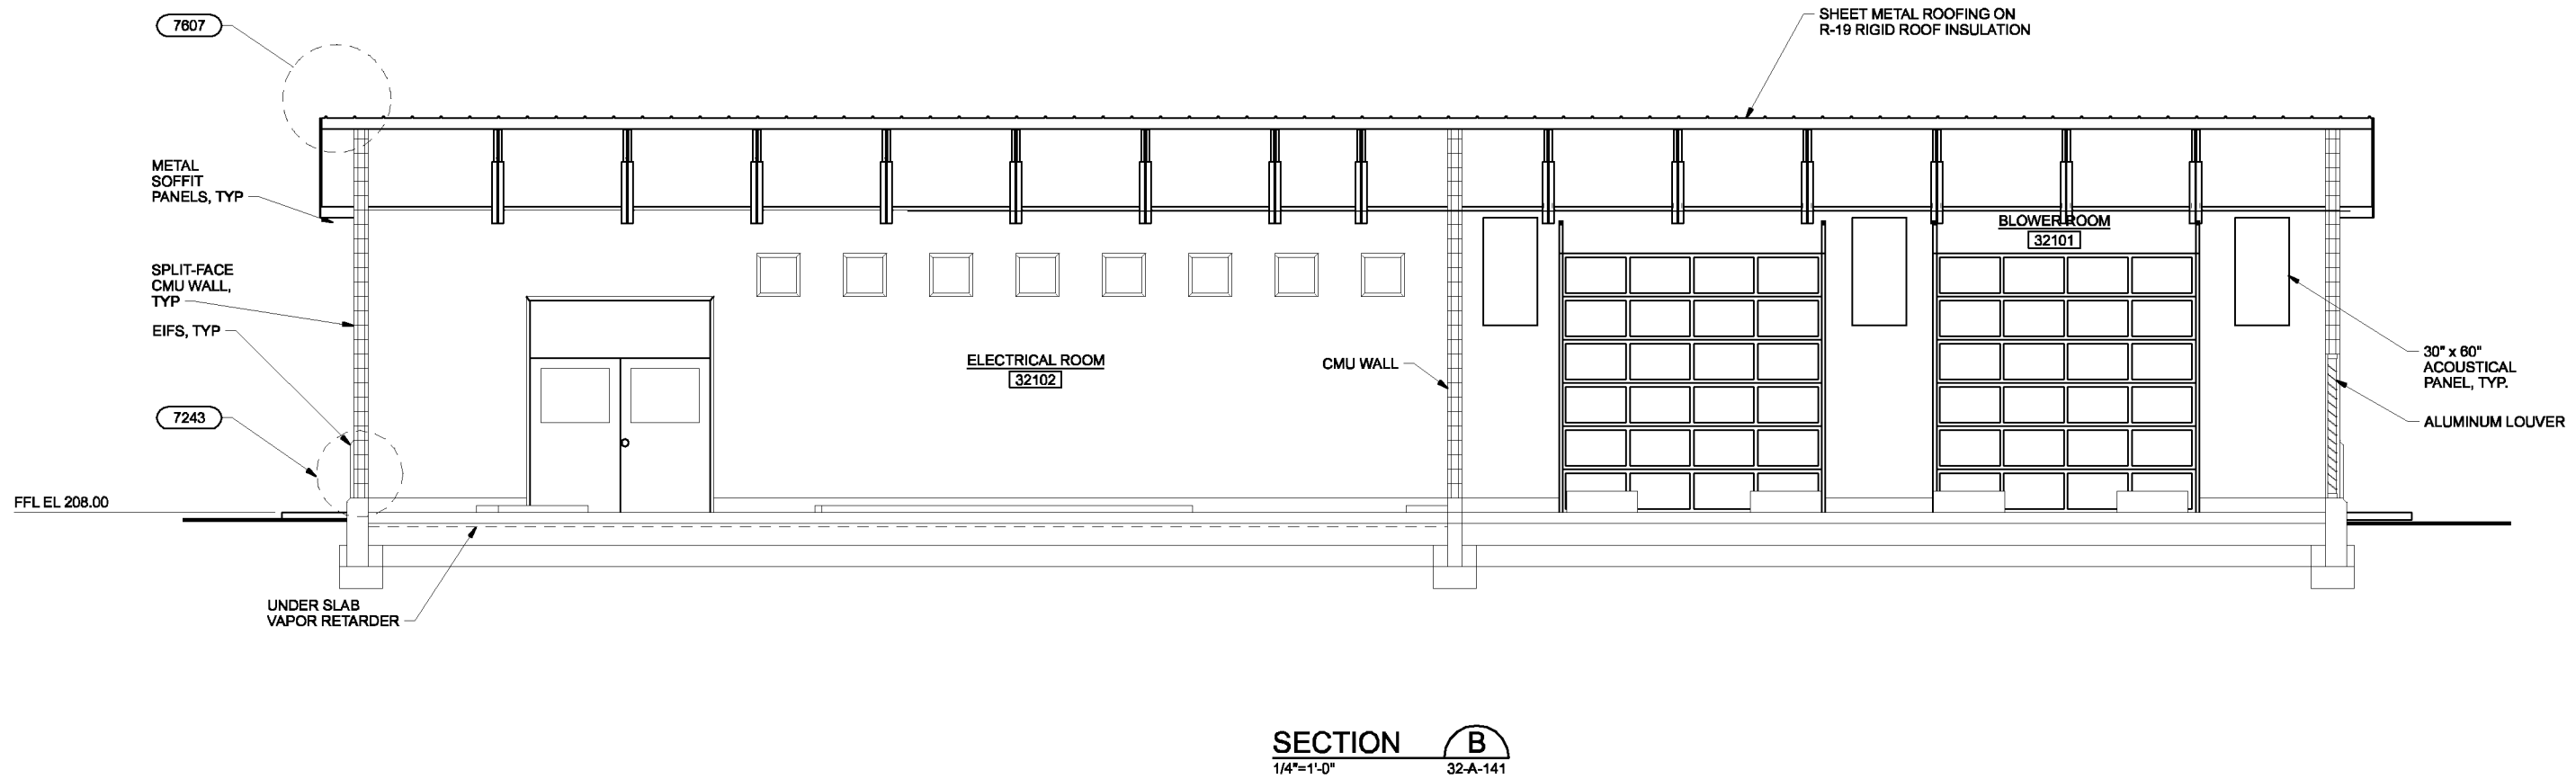 7607
SHEET METAL ROOFING ON
R-19 RIGID ROOF INSULATION
METAL
SOFFIT
PANELS, TYP
SPLIT-FACE
CMU WALL,
TYP
EIFS, TYP
7243
FFL EL 208.00
UNDER SLAB
VAPOR RETARDER
ELECTRICAL ROOM
32102
CMU WALL
BLOWER ROOM
32101
30" x 60"
ACOUSTICAL
PANEL, TYP.
ALUMINUM LOUVER
SECTION B
1/4"=1'-0" 32-A-141